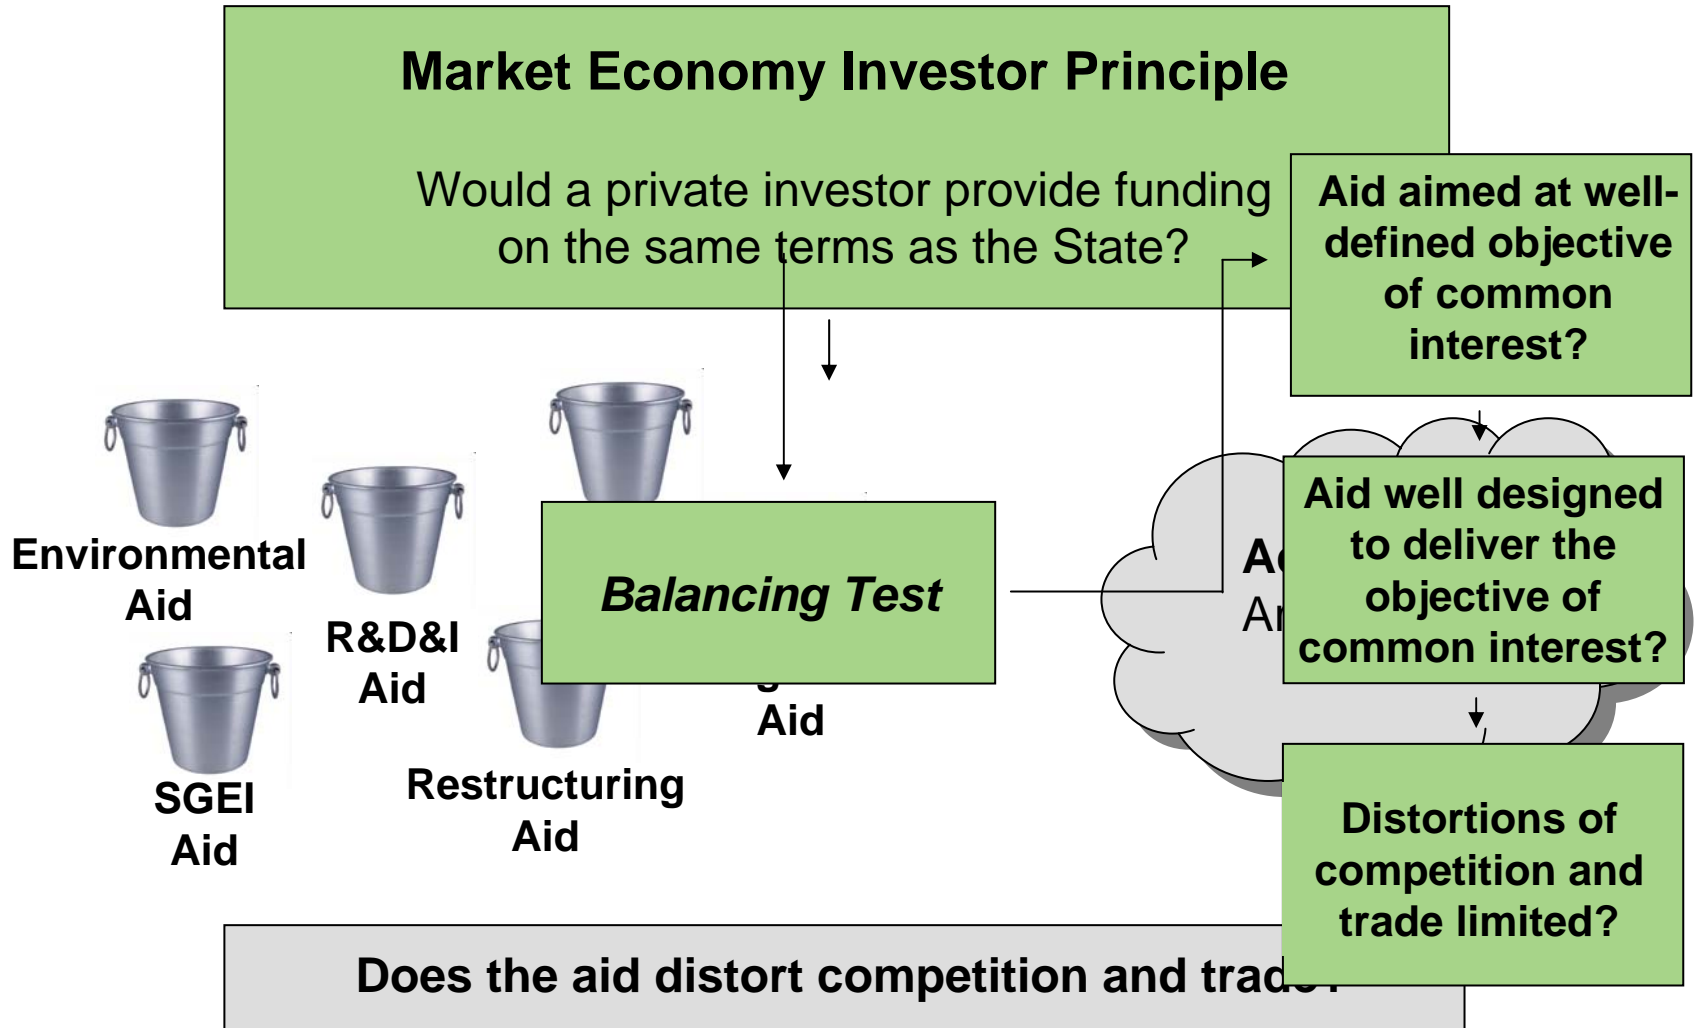 Market Economy Investor Principle
Would a private investor provide funding
on the same terms as the State?
Aid aimed at well-
defined objective
of common
interest?
Environmental
Aid
R&D&I
Aid
Balancing Test
Aid well designed
to deliver the
objective of
common interest?
Aid
SGEI
Aid
Restructuring
Aid
Distortions of
competition and
trade limited?
Does the aid distort competition and trade?